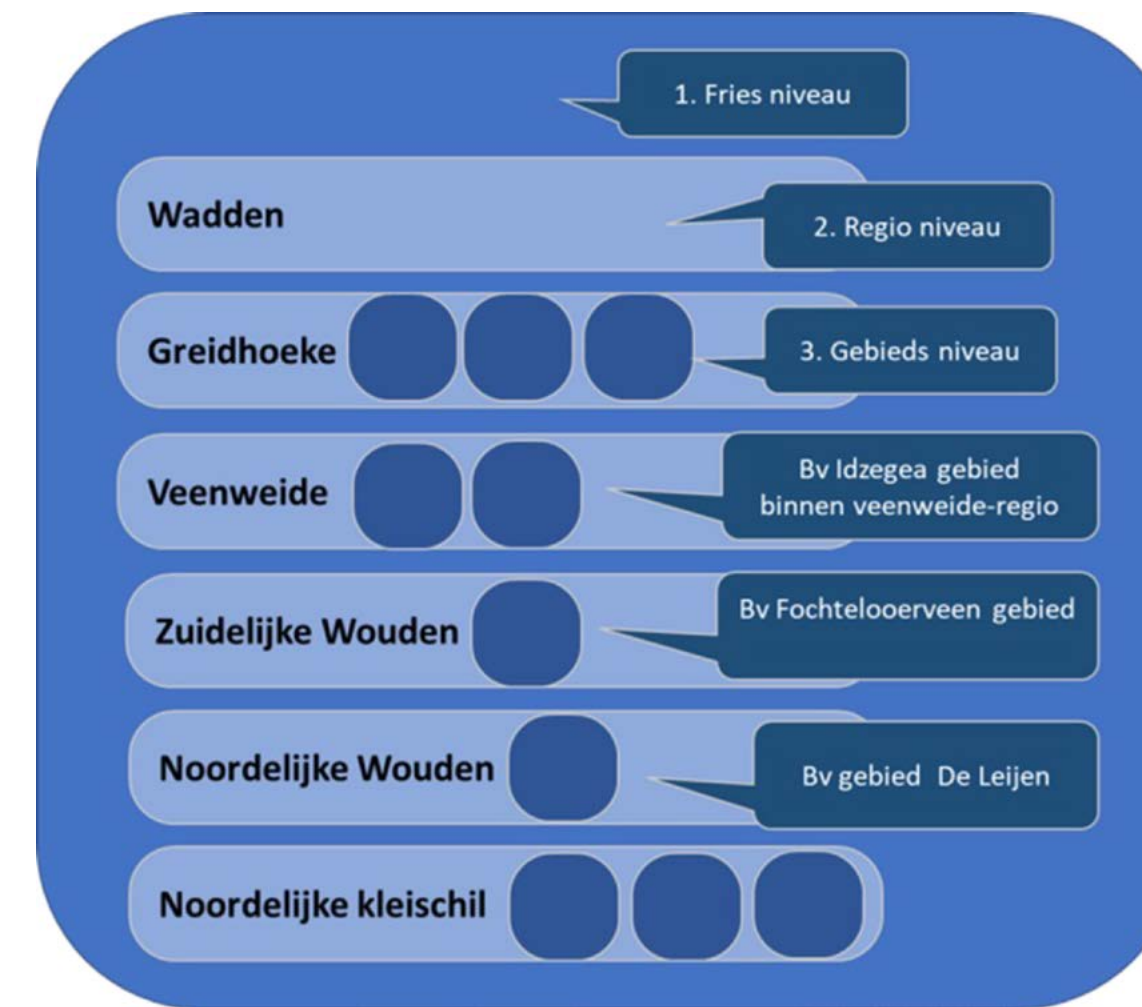 1. Fries niveau
Wadden
2. Regio niveau
Greidhoeke
3. Gebieds niveau
Veenweide
Bv Idzegea gebied
binnen veenweide-regio
Zuidelijke Wouden
Bv Fochtelooerveen gebied
Noordelijke Wouden
Bv gebied De Leijen
Noordelijke kleischil